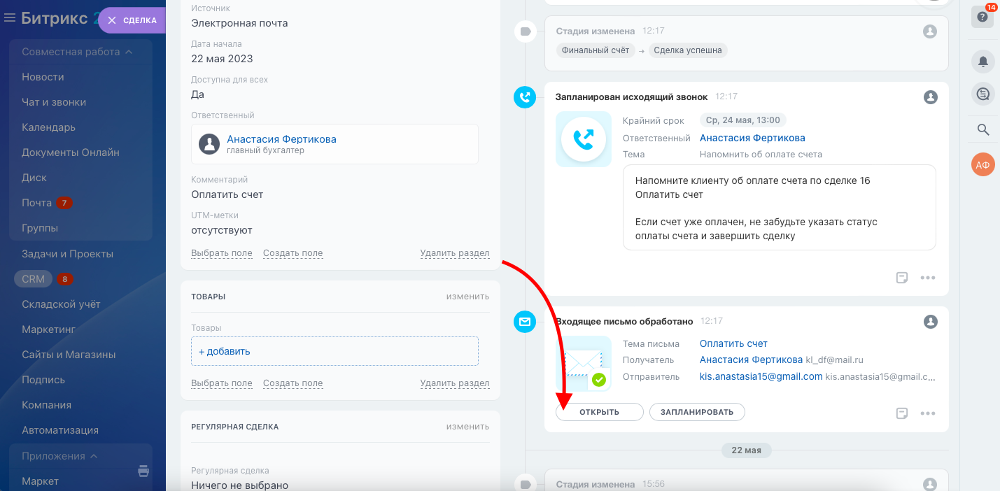 Битрикс 2
СДЕЛКА
Совместная работа
Новости
Чат и звонки
Календарь
Документы Онлайн
Диск
Почта 7
Группы
Задачи и Проекты
CRM 8
Складской учёт
Маркетинг
Сайты и Магазины
Подпись
Компания
Автоматизация
Приложения
Маркет
Источник
Электронная почта
Дата начала
22 мая 2023
Доступна для всех
Да
Ответственный
Анастасия Фертикова
главный бухгалтер
Комментарий
Оплатить счет
UTM-метки
отсутствуют
Выбрать поле Создать поле Удалить раздел
ТОВАРЫ изменить
Товары
+ добавить
Выбрать поле Создать поле Удалить раздел
РЕГУЛЯРНАЯ СДЕЛКА изменить
Регулярная сделка
Ничего не выбрано
Стадия изменена 12:17
Финальный счёт → Сделка успешна
Запланирован исходящий звонок 12:17
Крайний срок Ср, 24 мая, 13:00
Ответственный Анастасия Фертикова
Тема Напомнить об оплате счета
Напомните клиенту об оплате счета по сделке 16
Оплатить счет
Если счет уже оплачен, не забудьте указать статус
оплаты счета и завершить сделку
Входящее письмо обработано 12:17
Тема письма Оплатить счет
Получатель Анастасия Фертикова kl_df@mail.ru
Отправитель kis.anastasia15@gmail.com kis.anastasia15@gmail.c...
ОТКРЫТЬ ЗАПЛАНИРОВАТЬ
22 мая
Стадия изменена 15:56
14
?
АФ